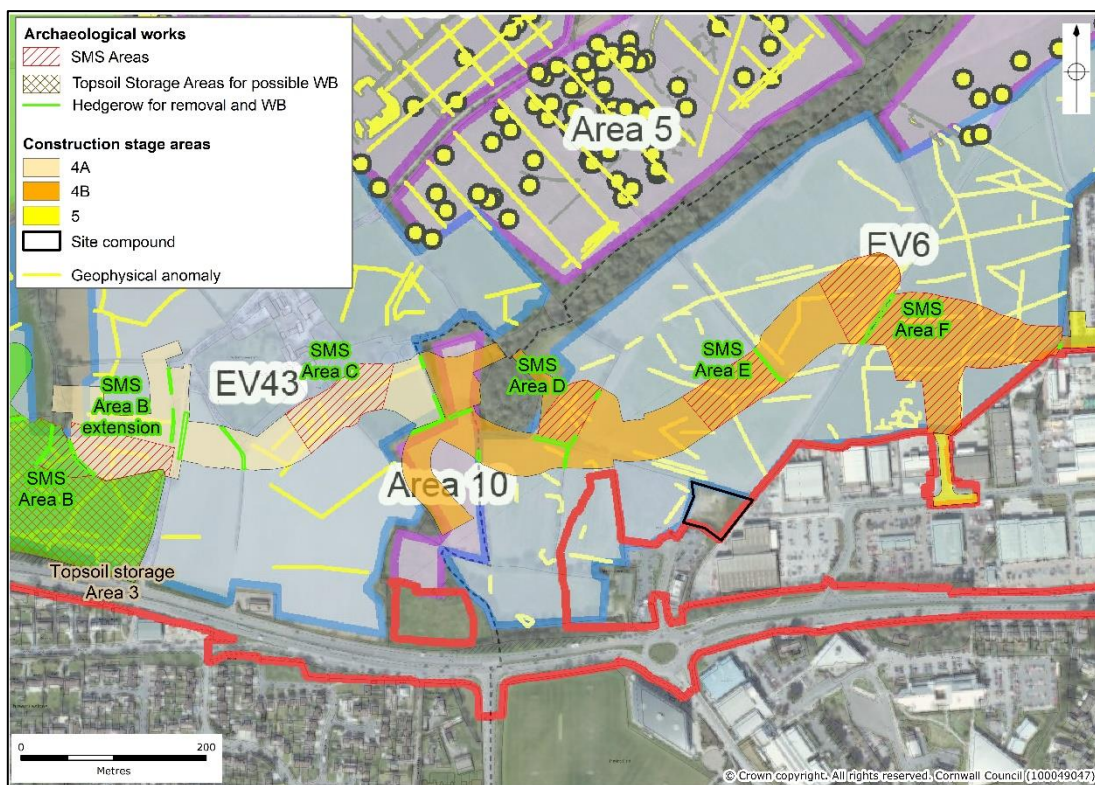 Archaeological works
SMS Areas
Topsoil Storage Areas for possible WB
Hedgerow for removal and WB
Construction stage areas
4A
4B
5
Site compound
Geophysical anomaly
Area 5
EV6
SMS
Area F
SMS
Area E
SMS
Area D
SMS
Area C
EV43
SMS
Area B
extension
SMS
Area B
Area 10
Topsoil storage
Area 3
0
200
Metres
© Crown copyright. All rights reserved. Cornwall Council (100049047)